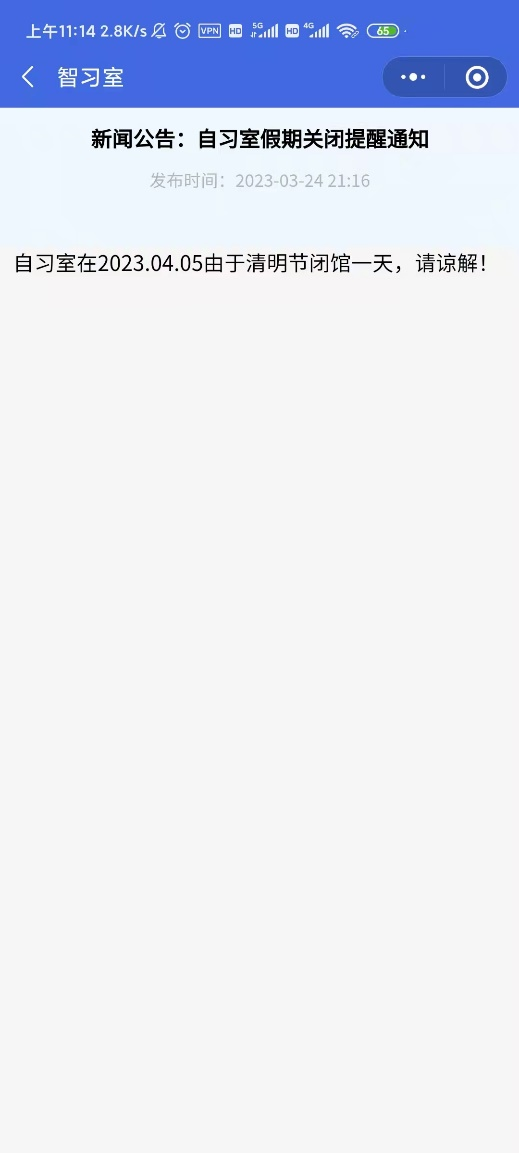 上午11:14 2.8K/s VPN HD 5G HD 4G 65
智习室
新闻公告：自习室假期关闭提醒通知
发布时间：2023-03-24 21:16
自习室在2023.04.05由于清明节闭馆一天，请谅解！